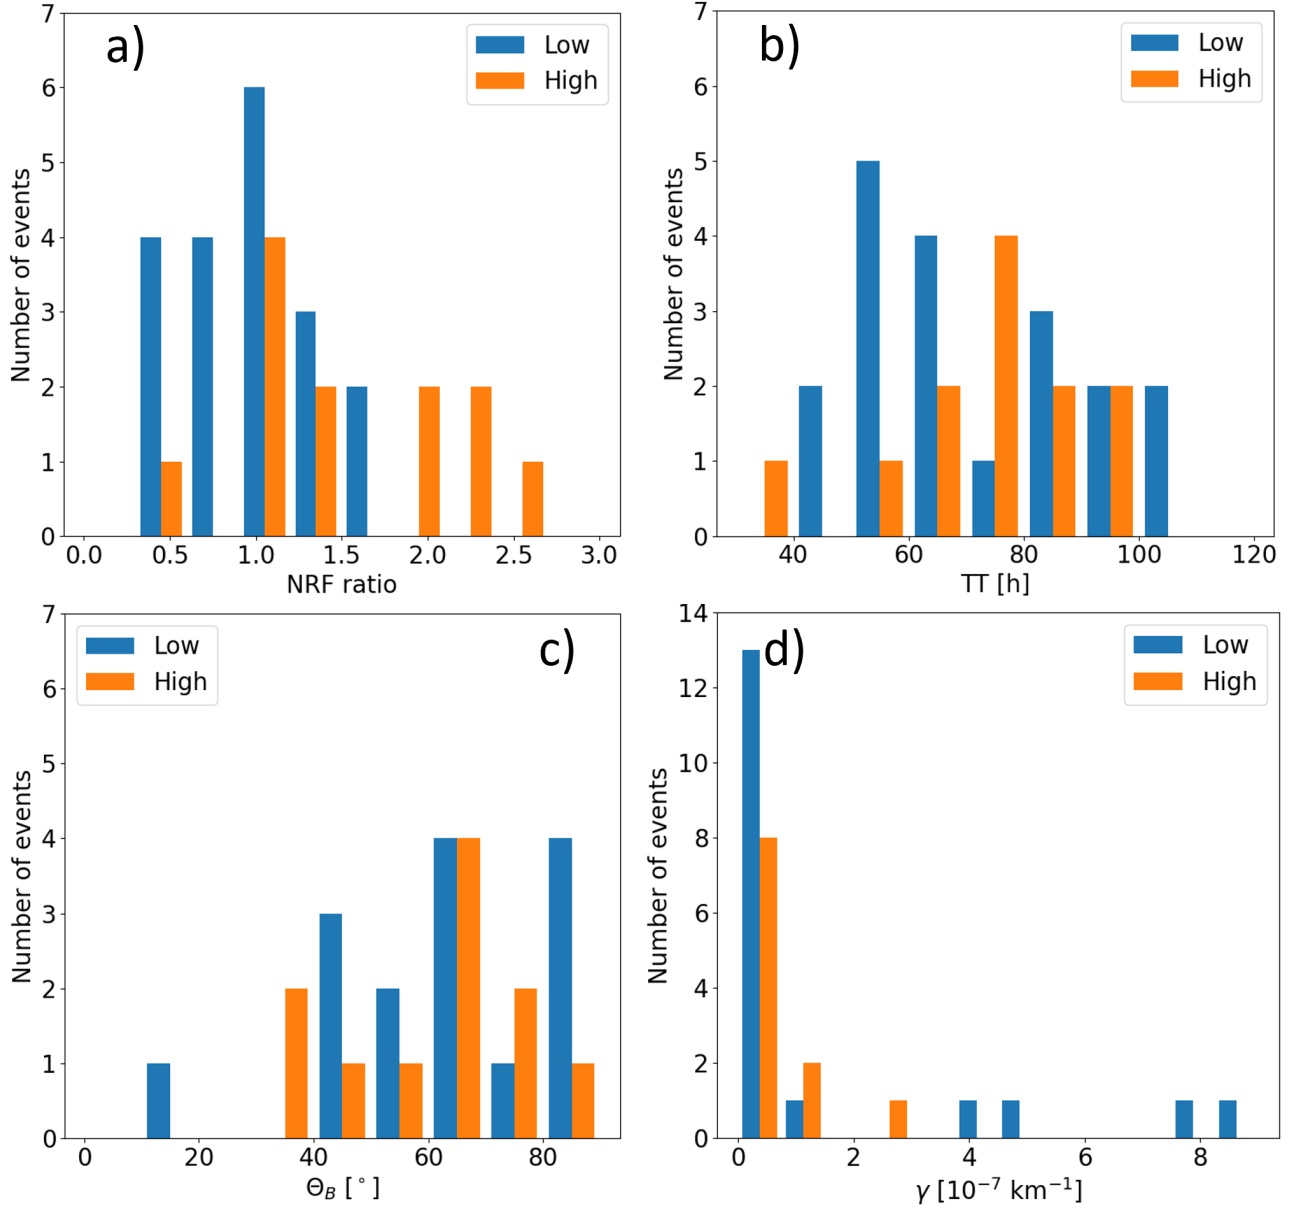 a)
Low
High
7
6
5
4
3
2
1
0
Number of events
0.0 0.5 1.0 1.5 2.0 2.5 3.0
NRF ratio
b)
Low
High
7
6
5
4
3
2
1
0
Number of events
40 60 80 100 120
TT [h]
c)
Low
High
7
6
5
4
3
2
1
0
Number of events
0 20 40 60 80
Θ_B [°]
d)
Low
High
14
12
10
8
6
4
2
0
Number of events
0 2 4 6 8
γ [10⁻⁷ km⁻¹]